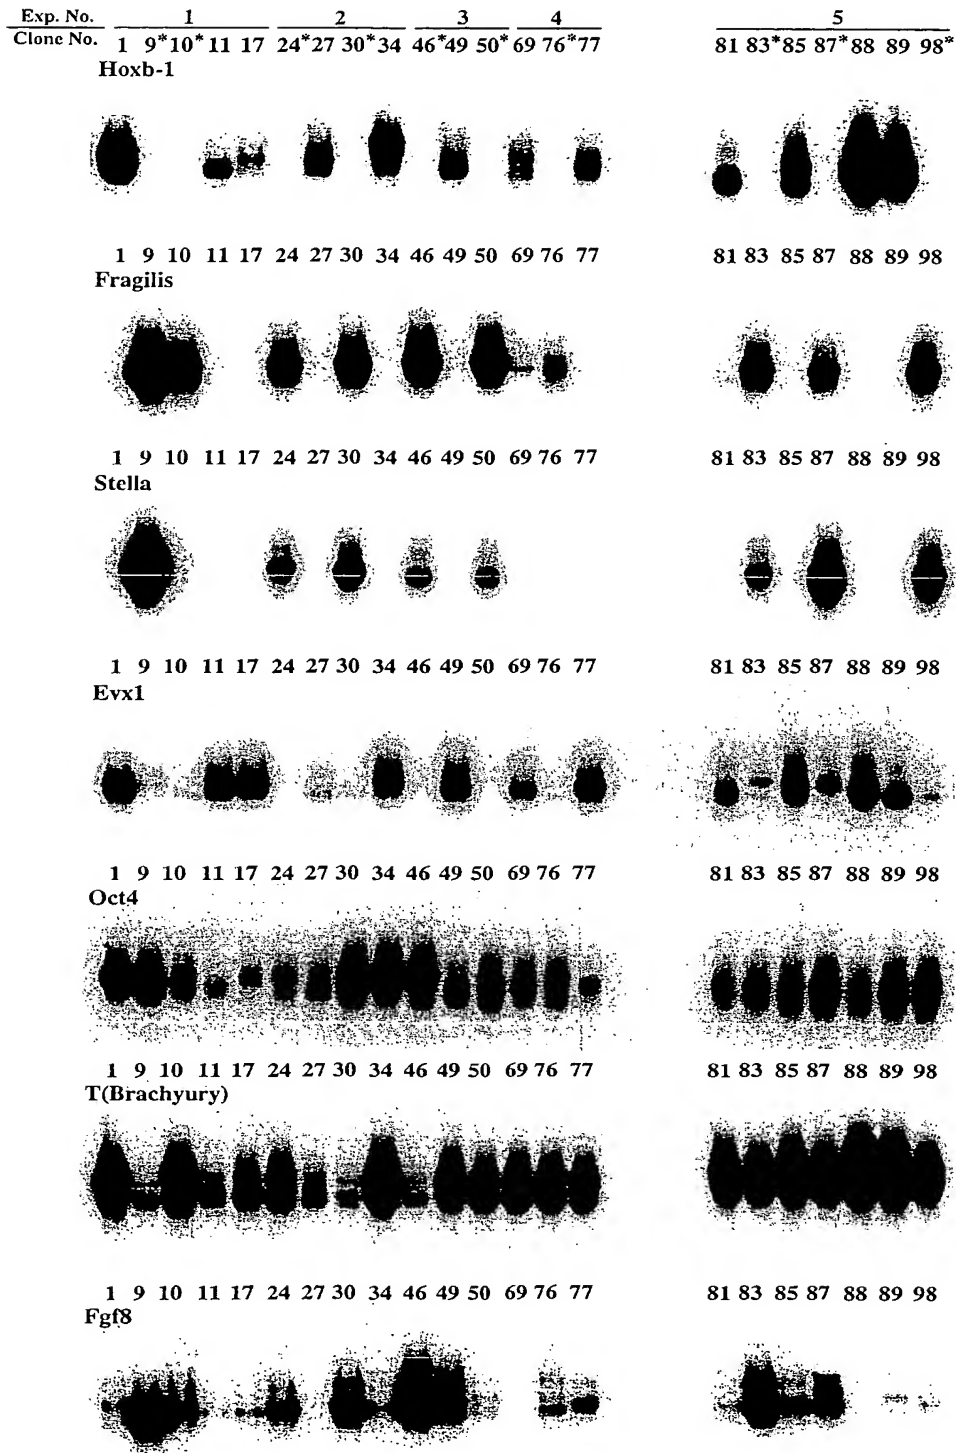 Exp. No. 1 2 3 4 5
Clone No. 1 9* 10* 11 17 24* 27 30* 34 46* 49 50* 69 76* 77 81 83* 85 87* 88 89 98*
Hoxb-1
1 9 10 11 17 24 27 30 34 46 49 50 69 76 77 81 83 85 87 88 89 98
Fragilis
1 9 10 11 17 24 27 30 34 46 49 50 69 76 77 81 83 85 87 88 89 98
Stella
1 9 10 11 17 24 27 30 34 46 49 50 69 76 77 81 83 85 87 88 89 98
Evx1
1 9 10 11 17 24 27 30 34 46 49 50 69 76 77 81 83 85 87 88 89 98
Oct4
1 9 10 11 17 24 27 30 34 46 49 50 69 76 77 81 83 85 87 88 89 98
T(Brachyury)
1 9 10 11 17 24 27 30 34 46 49 50 69 76 77 81 83 85 87 88 89 98
Fgf8